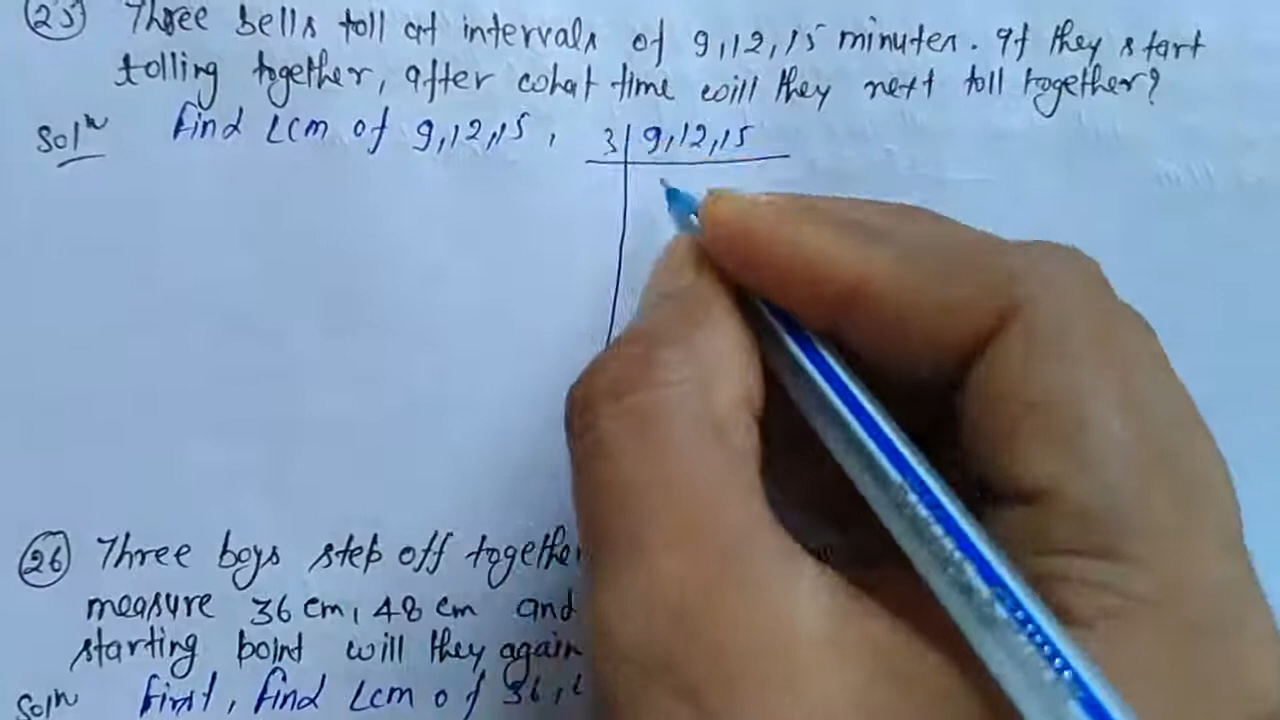 (25) Three bells toll at intervals of 9,12,15 minutes. If they start
tolling together, after what time will they next toll together?
Solⁿ Find LCM of 9,12,15, 3|9,12,15
(26) Three boys step off together
measure 36 cm, 48 cm and
starting point will they again
Solⁿ First, find LCM of 36,